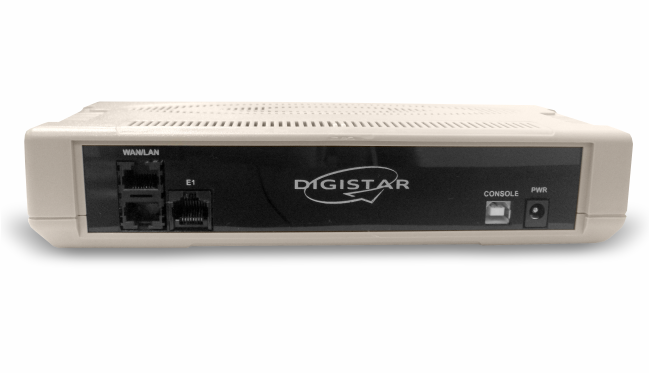 WAN/LAN
E1
DIGISTAR
CONSOLE
PWR